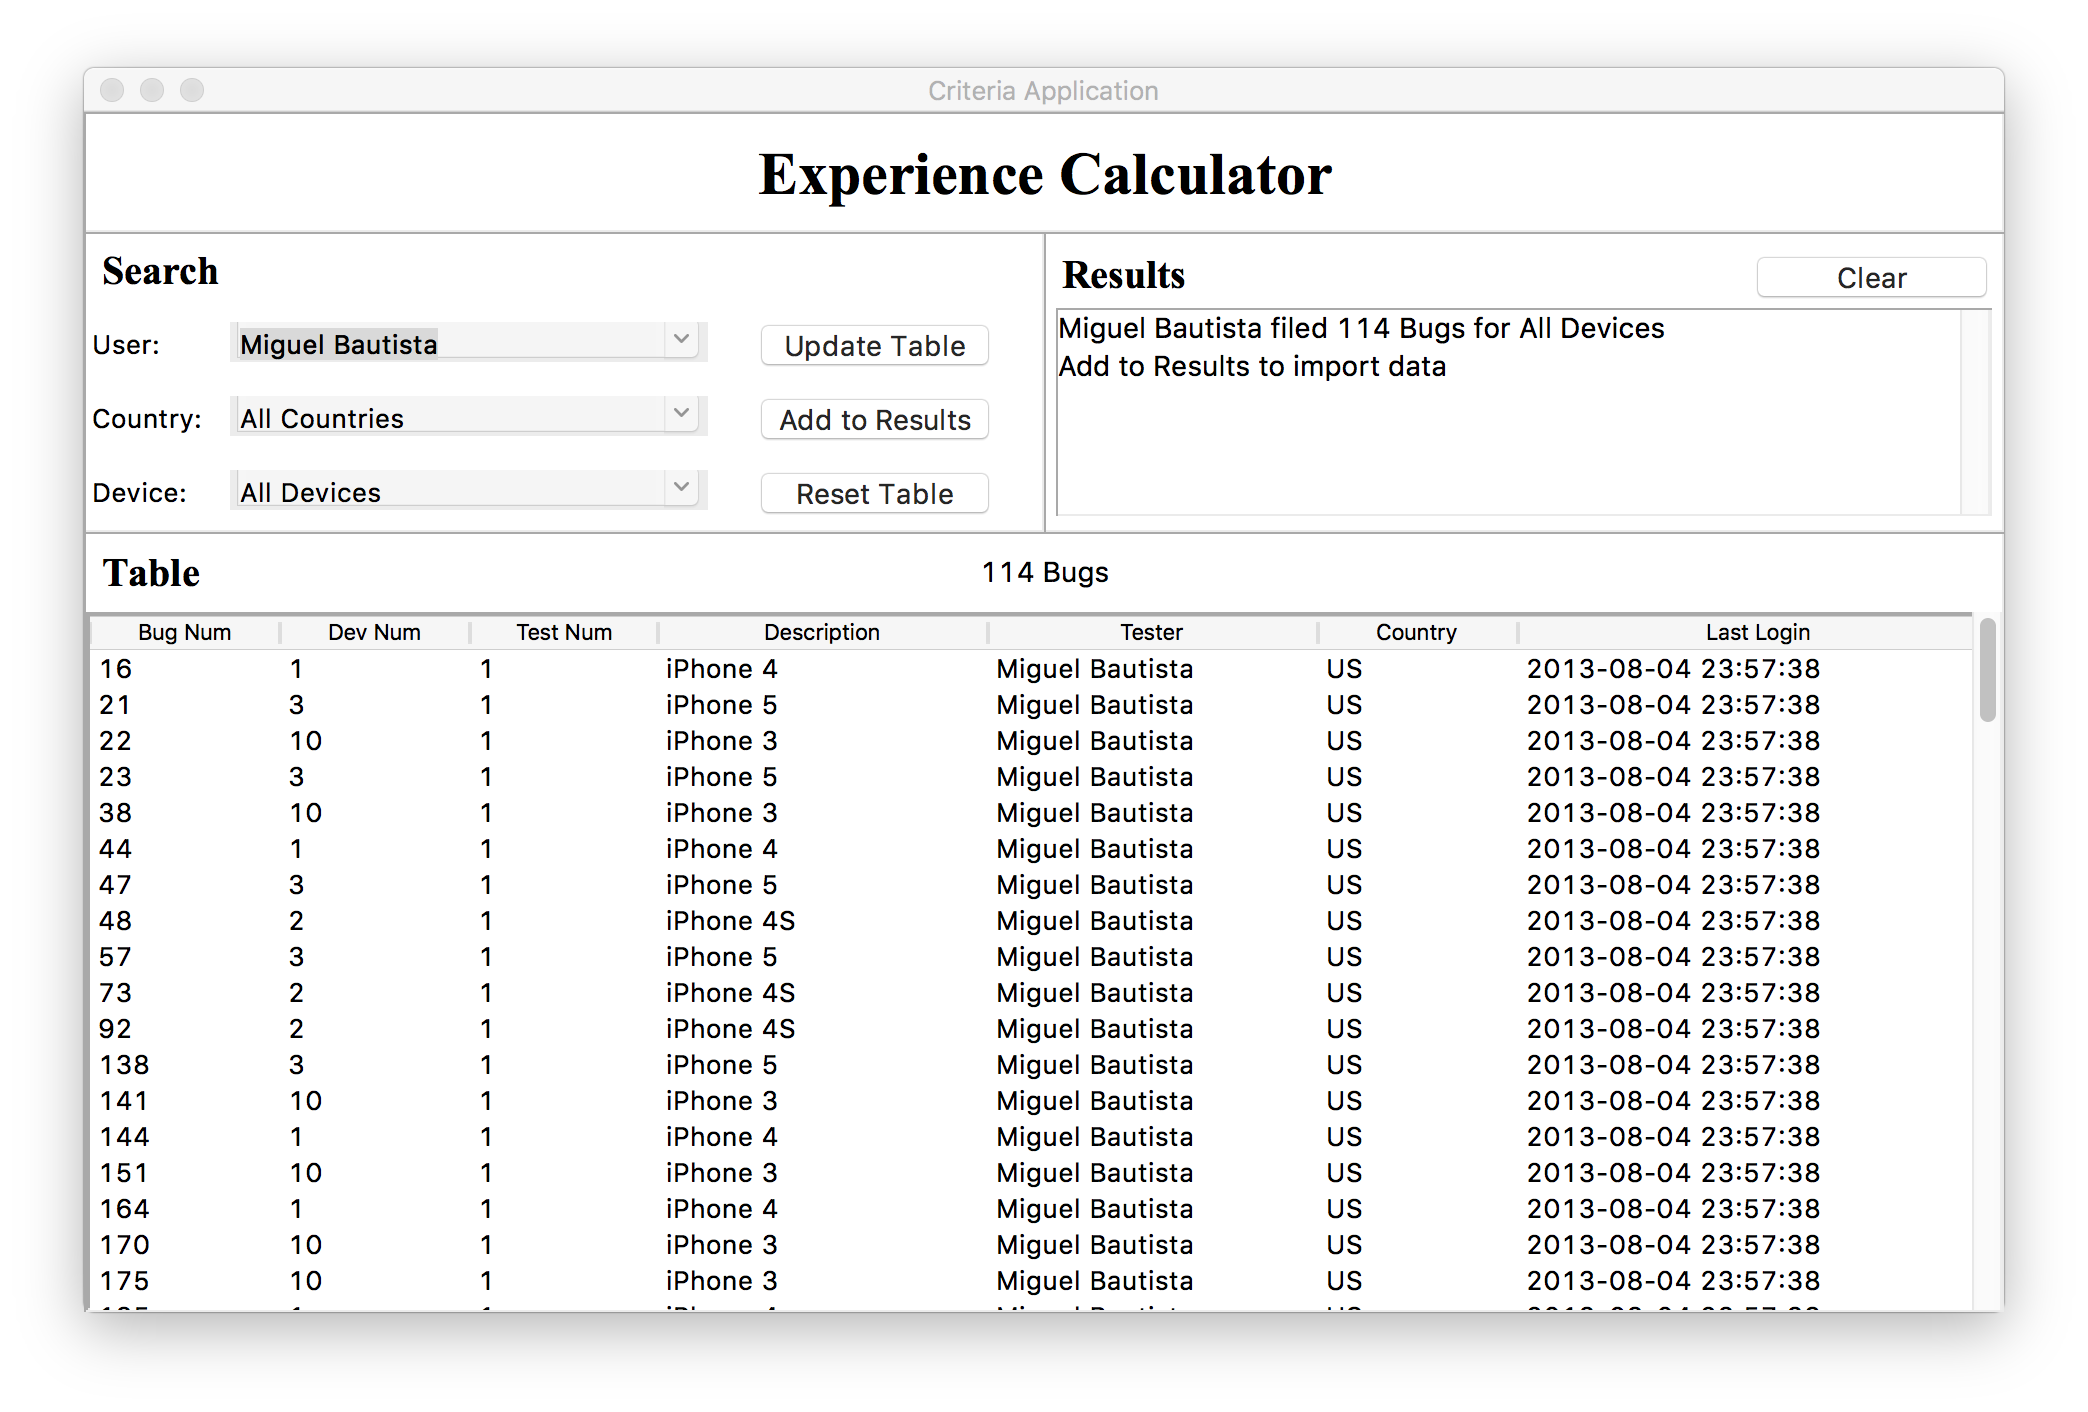 Criteria Application
Experience Calculator
Search
User: Miguel Bautista Update Table
Country: All Countries Add to Results
Device: All Devices Reset Table
Results Clear
Miguel Bautista filed 114 Bugs for All Devices
Add to Results to import data
Table 114 Bugs
Bug Num Dev Num Test Num Description Tester Country Last Login
16 1 1 iPhone 4 Miguel Bautista US 2013-08-04 23:57:38
21 3 1 iPhone 5 Miguel Bautista US 2013-08-04 23:57:38
22 10 1 iPhone 3 Miguel Bautista US 2013-08-04 23:57:38
23 3 1 iPhone 5 Miguel Bautista US 2013-08-04 23:57:38
38 10 1 iPhone 3 Miguel Bautista US 2013-08-04 23:57:38
44 1 1 iPhone 4 Miguel Bautista US 2013-08-04 23:57:38
47 3 1 iPhone 5 Miguel Bautista US 2013-08-04 23:57:38
48 2 1 iPhone 4S Miguel Bautista US 2013-08-04 23:57:38
57 3 1 iPhone 5 Miguel Bautista US 2013-08-04 23:57:38
73 2 1 iPhone 4S Miguel Bautista US 2013-08-04 23:57:38
92 2 1 iPhone 4S Miguel Bautista US 2013-08-04 23:57:38
138 3 1 iPhone 5 Miguel Bautista US 2013-08-04 23:57:38
141 10 1 iPhone 3 Miguel Bautista US 2013-08-04 23:57:38
144 1 1 iPhone 4 Miguel Bautista US 2013-08-04 23:57:38
151 10 1 iPhone 3 Miguel Bautista US 2013-08-04 23:57:38
164 1 1 iPhone 4 Miguel Bautista US 2013-08-04 23:57:38
170 10 1 iPhone 3 Miguel Bautista US 2013-08-04 23:57:38
175 10 1 iPhone 3 Miguel Bautista US 2013-08-04 23:57:38